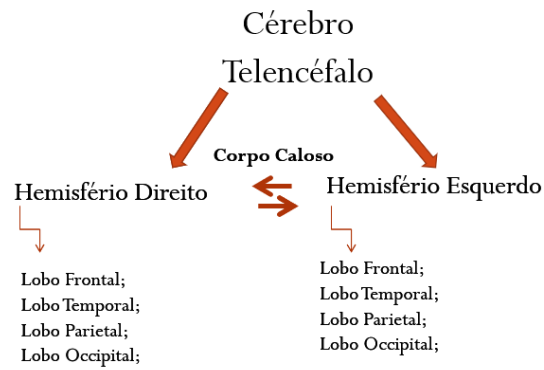 Cérebro
Telencéfalo
Corpo Caloso
Hemisfério Direito
Hemisfério Esquerdo
Lobo Frontal;
Lobo Temporal;
Lobo Parietal;
Lobo Occipital;
Lobo Frontal;
Lobo Temporal;
Lobo Parietal;
Lobo Occipital;